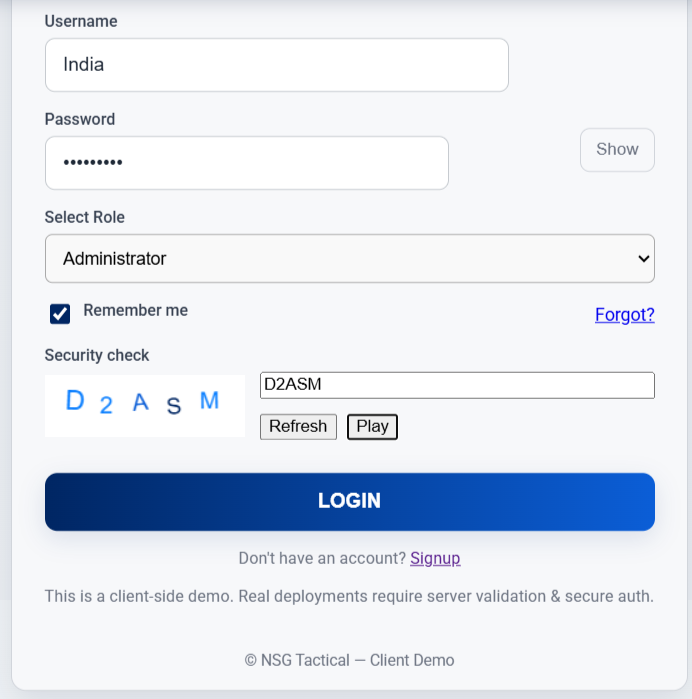 Username
India
Password
•••••••••
Show
Select Role
Administrator
Remember me
Forgot?
Security check
D2ASM
D2ASM
Refresh
Play
LOGIN
Don't have an account? Signup
This is a client-side demo. Real deployments require server validation & secure auth.
© NSG Tactical — Client Demo